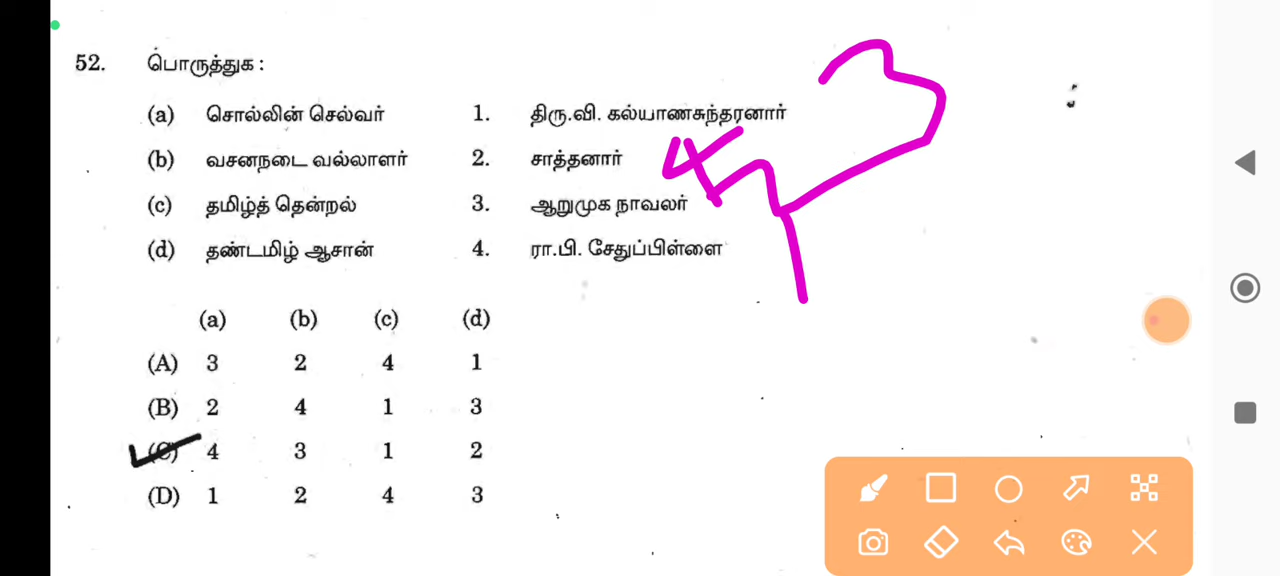 52. பொருத்துக :
(a) சொல்லின் செல்வர் 1. திரு.வி. கல்யாணசுந்தரனார்
(b) வசனநடை வல்லாளர் 2. சாத்தனார்
(c) தமிழ்த் தென்றல் 3. ஆறுமுக நாவலர்
(d) தண்டமிழ் ஆசான் 4. ரா.பி. சேதுப்பிள்ளை
(a) (b) (c) (d)
(A) 3 2 4 1
(B) 2 4 1 3
(C) 4 3 1 2
(D) 1 2 4 3